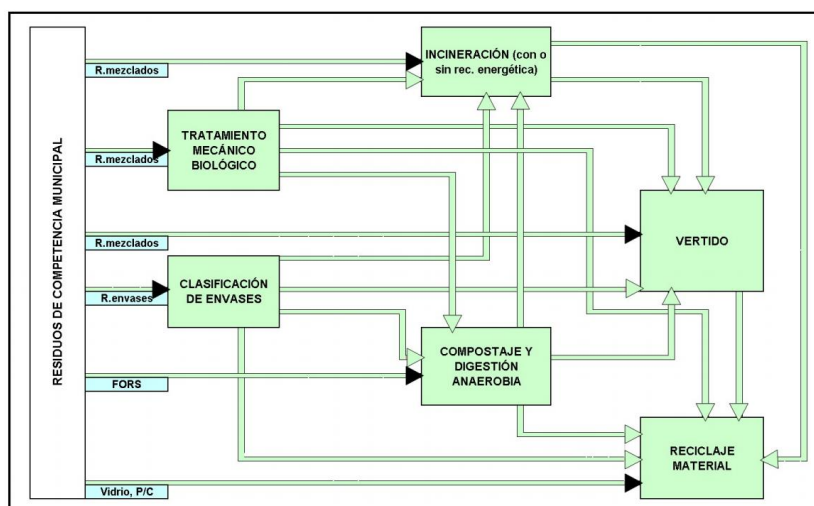 RESIDUOS DE COMPETENCIA MUNICIPAL
R.mezclados
R.mezclados
R.mezclados
R.envases
FORS
Vidrio, P/C
INCINERACIÓN (con o
sin rec. energética)
TRATAMIENTO
MECÁNICO
BIOLÓGICO
VERTIDO
CLASIFICACIÓN
DE ENVASES
COMPOSTAJE Y
DIGESTIÓN
ANAEROBIA
RECICLAJE
MATERIAL